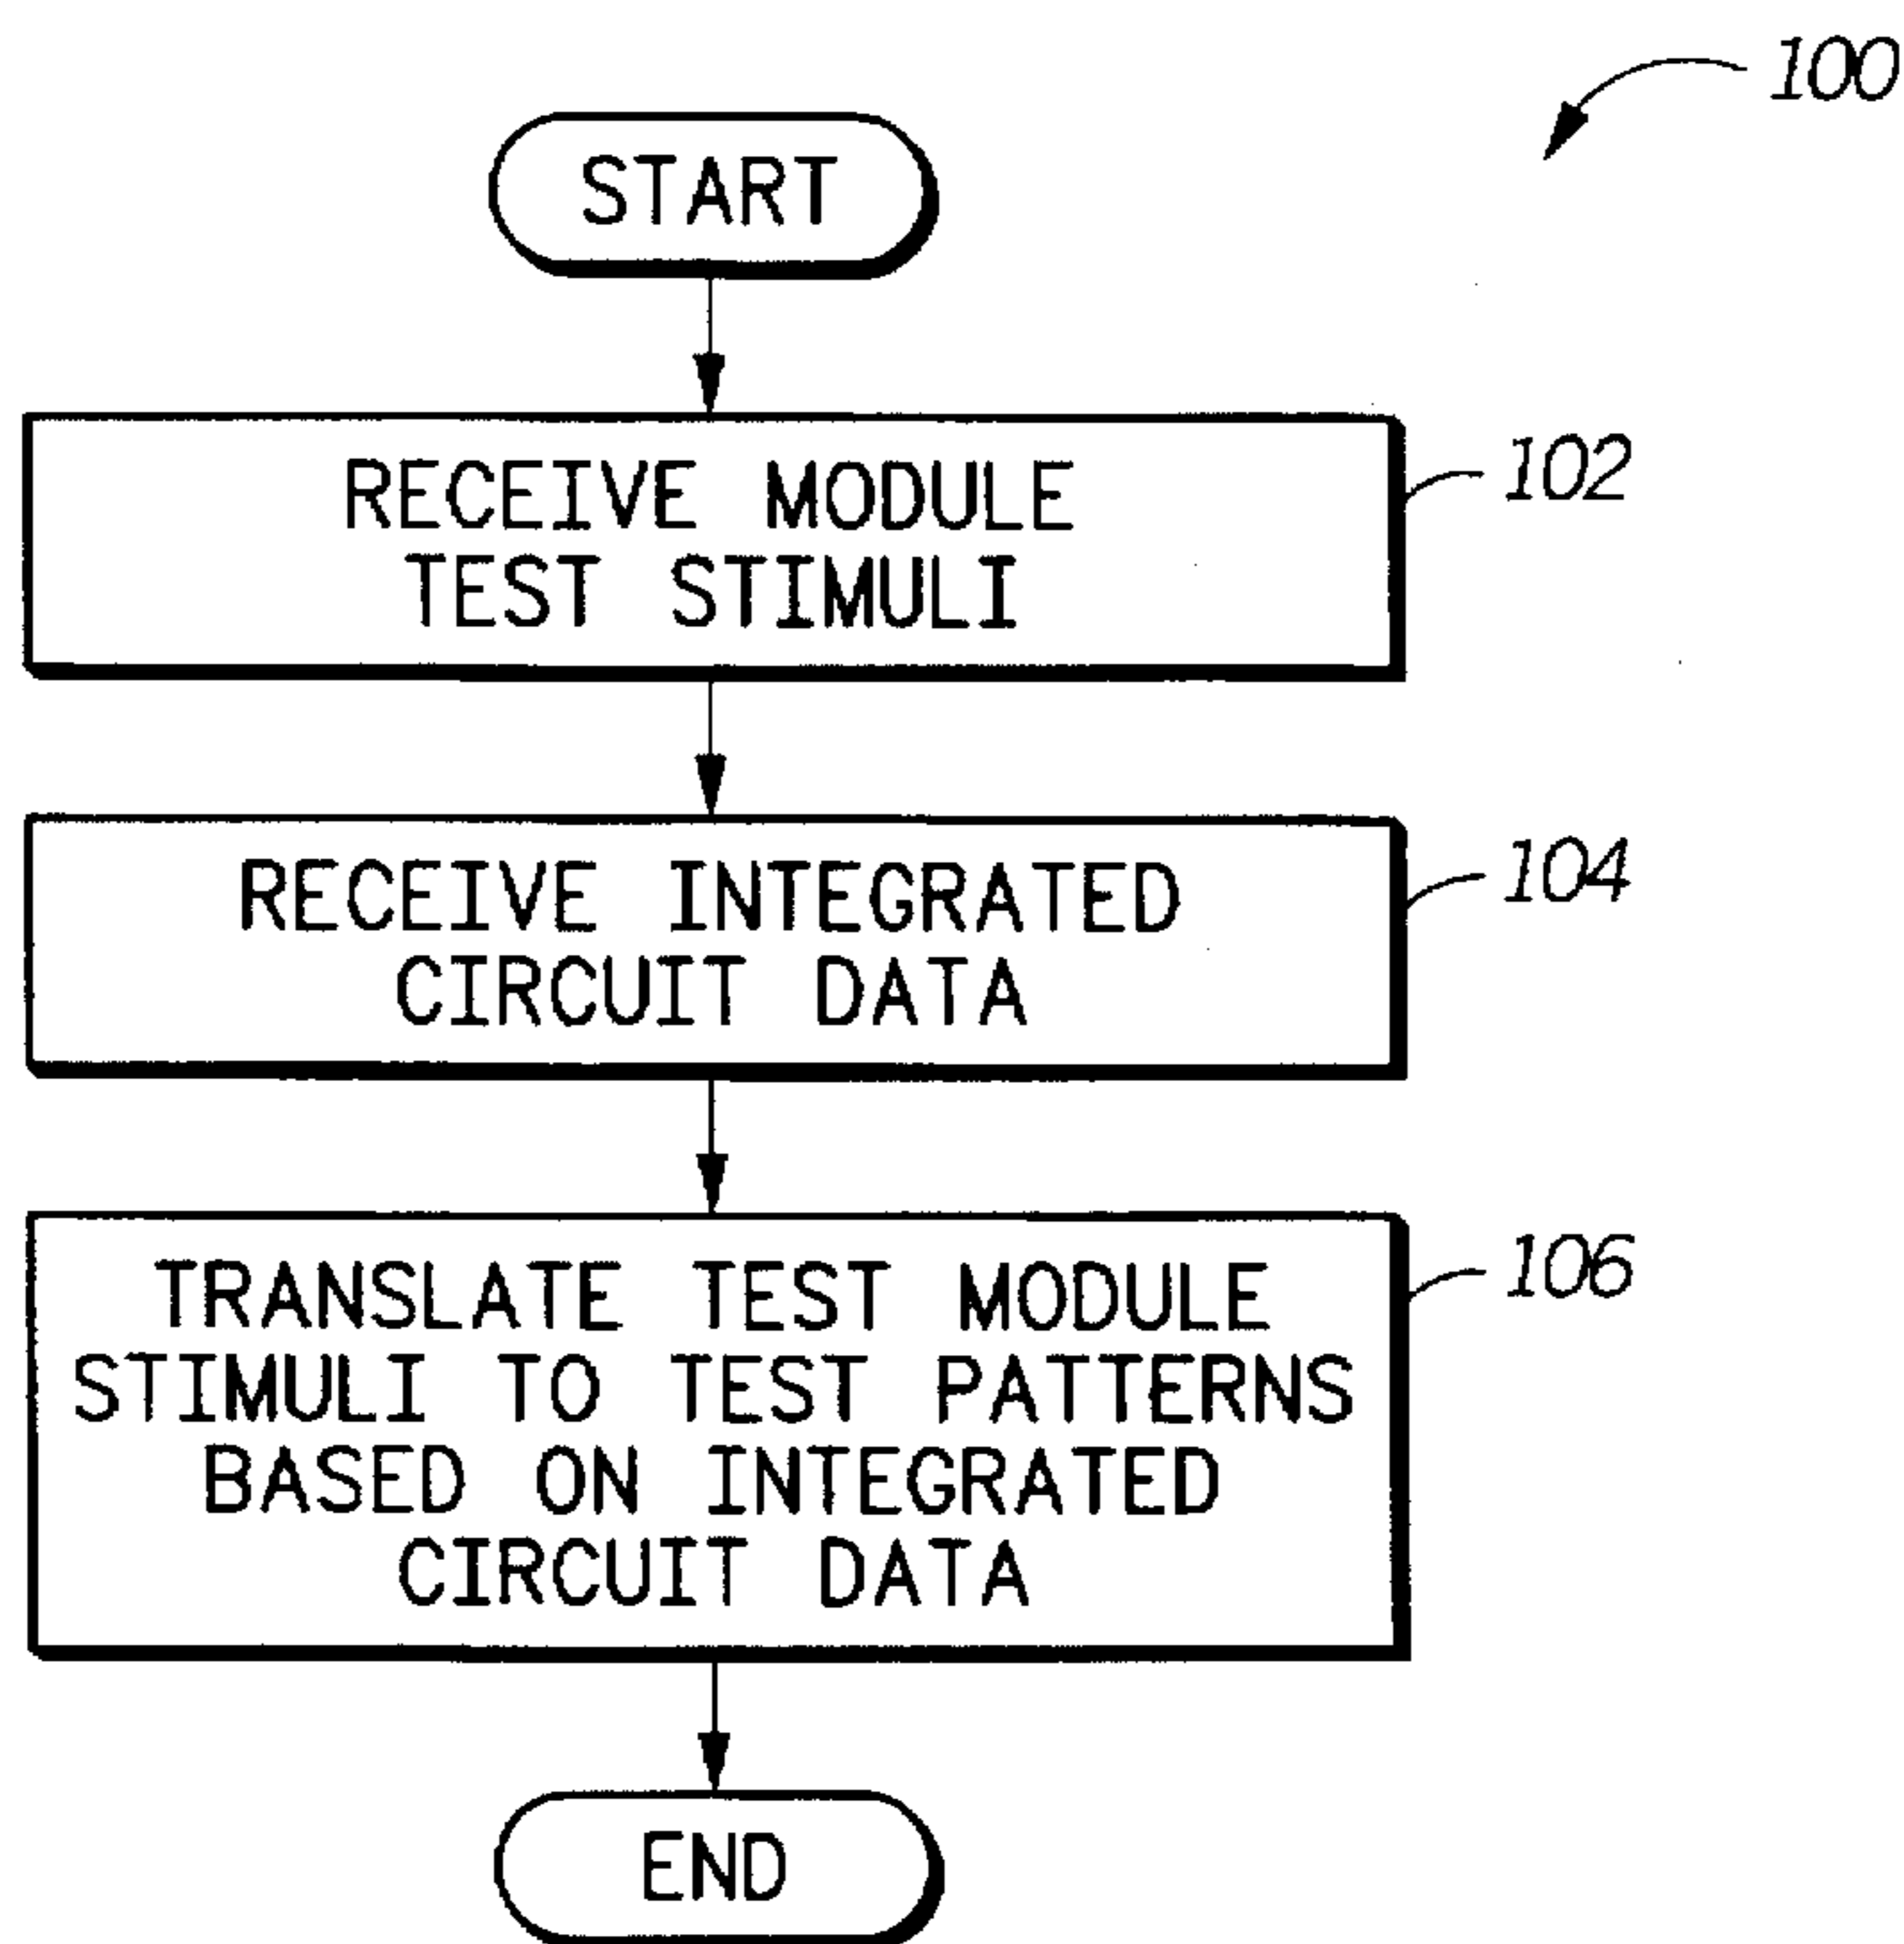 100
START
RECEIVE MODULE
TEST STIMULI
102
RECEIVE INTEGRATED
CIRCUIT DATA
104
TRANSLATE TEST MODULE
STIMULI TO TEST PATTERNS
BASED ON INTEGRATED
CIRCUIT DATA
106
END